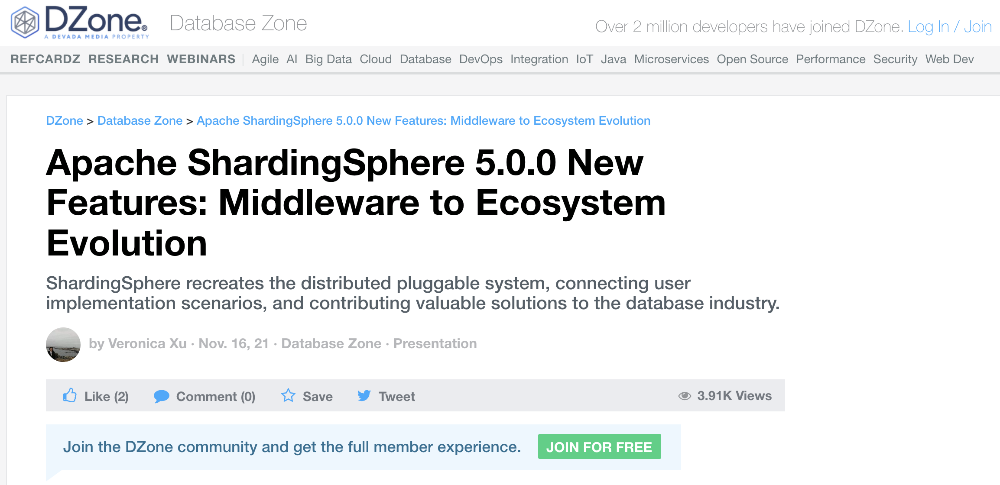 DZone®
A DEVADA MEDIA PROPERTY
Database Zone
Over 2 million developers have joined DZone. Log In / Join
REFCARDZ RESEARCH WEBINARS Agile AI Big Data Cloud Database DevOps Integration IoT Java Microservices Open Source Performance Security Web Dev
DZone > Database Zone > Apache ShardingSphere 5.0.0 New Features: Middleware to Ecosystem Evolution
Apache ShardingSphere 5.0.0 New
Features: Middleware to Ecosystem
Evolution
ShardingSphere recreates the distributed pluggable system, connecting user
implementation scenarios, and contributing valuable solutions to the database industry.
by Veronica Xu · Nov. 16, 21 · Database Zone · Presentation
Like (2) Comment (0) Save Tweet 3.91K Views
Join the DZone community and get the full member experience. JOIN FOR FREE